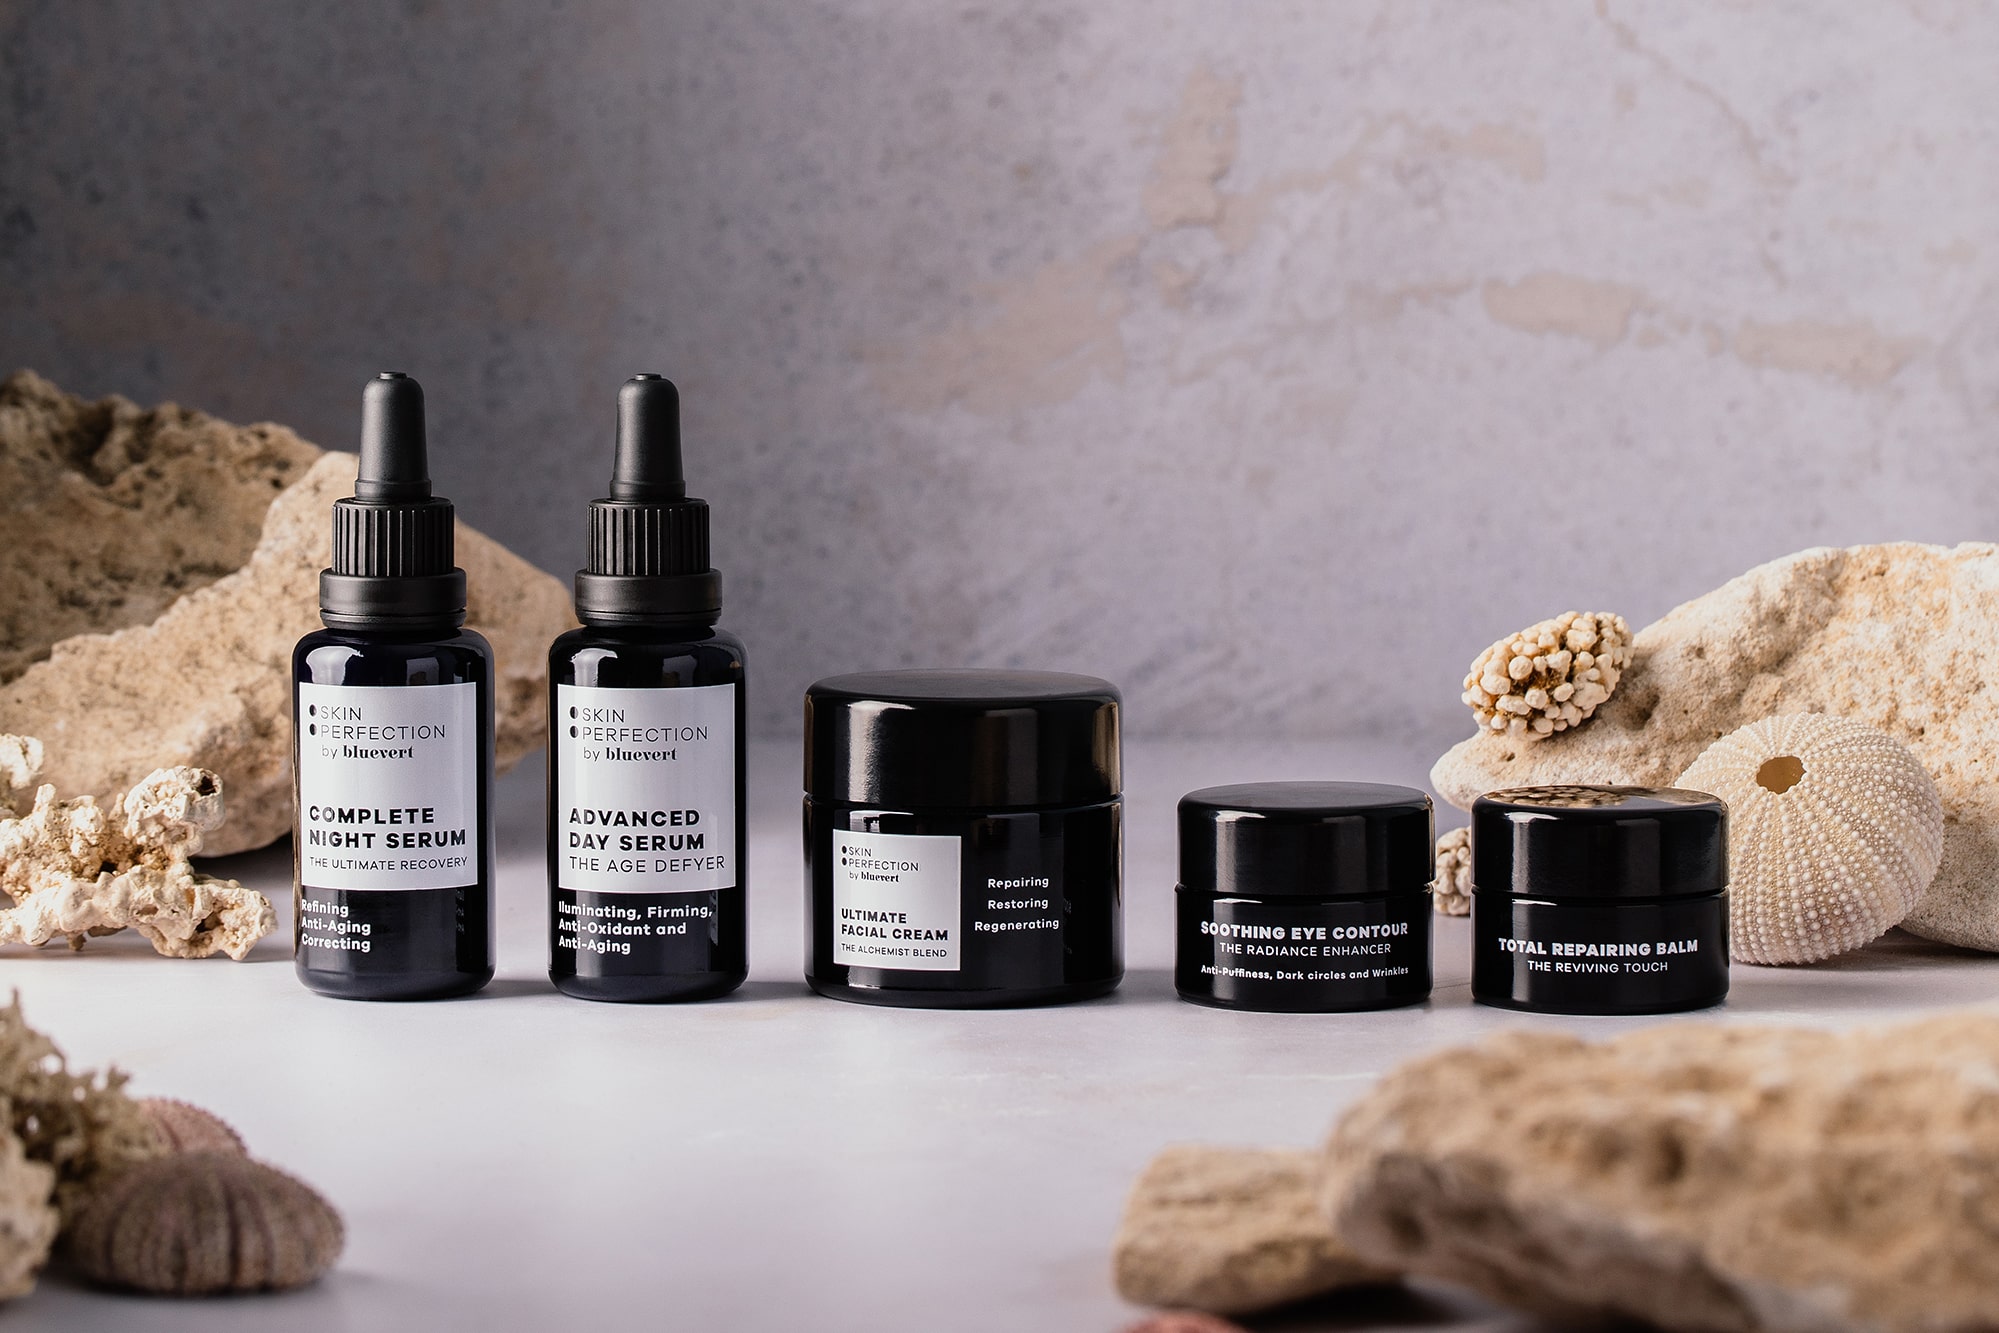 SKIN
PERFECTION
by bluevert
COMPLETE
NIGHT SERUM
THE ULTIMATE RECOVERY
Refining
Anti-Aging
Correcting
SKIN
PERFECTION
by bluevert
ADVANCED
DAY SERUM
THE AGE DEFYER
Illuminating, Firming,
Anti-Oxidant and
Anti-Aging
SKIN
PERFECTION
by bluevert
ULTIMATE
FACIAL CREAM
THE ALCHEMIST BLEND
Repairing
Restoring
Regenerating
SOOTHING EYE CONTOUR
THE RADIANCE ENHANCER
Anti-Puffiness, Dark circles and Wrinkles
TOTAL REPAIRING BALM
THE REVIVING TOUCH